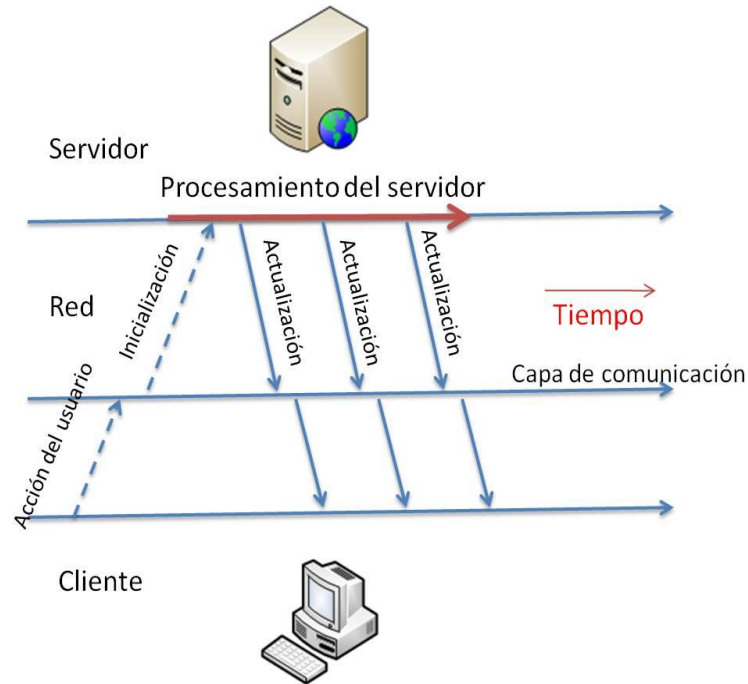 Servidor
Procesamiento del servidor
Inicialización
Actualización
Actualización
Actualización
Red
Tiempo
Capa de comunicación
Acción del usuario
Cliente